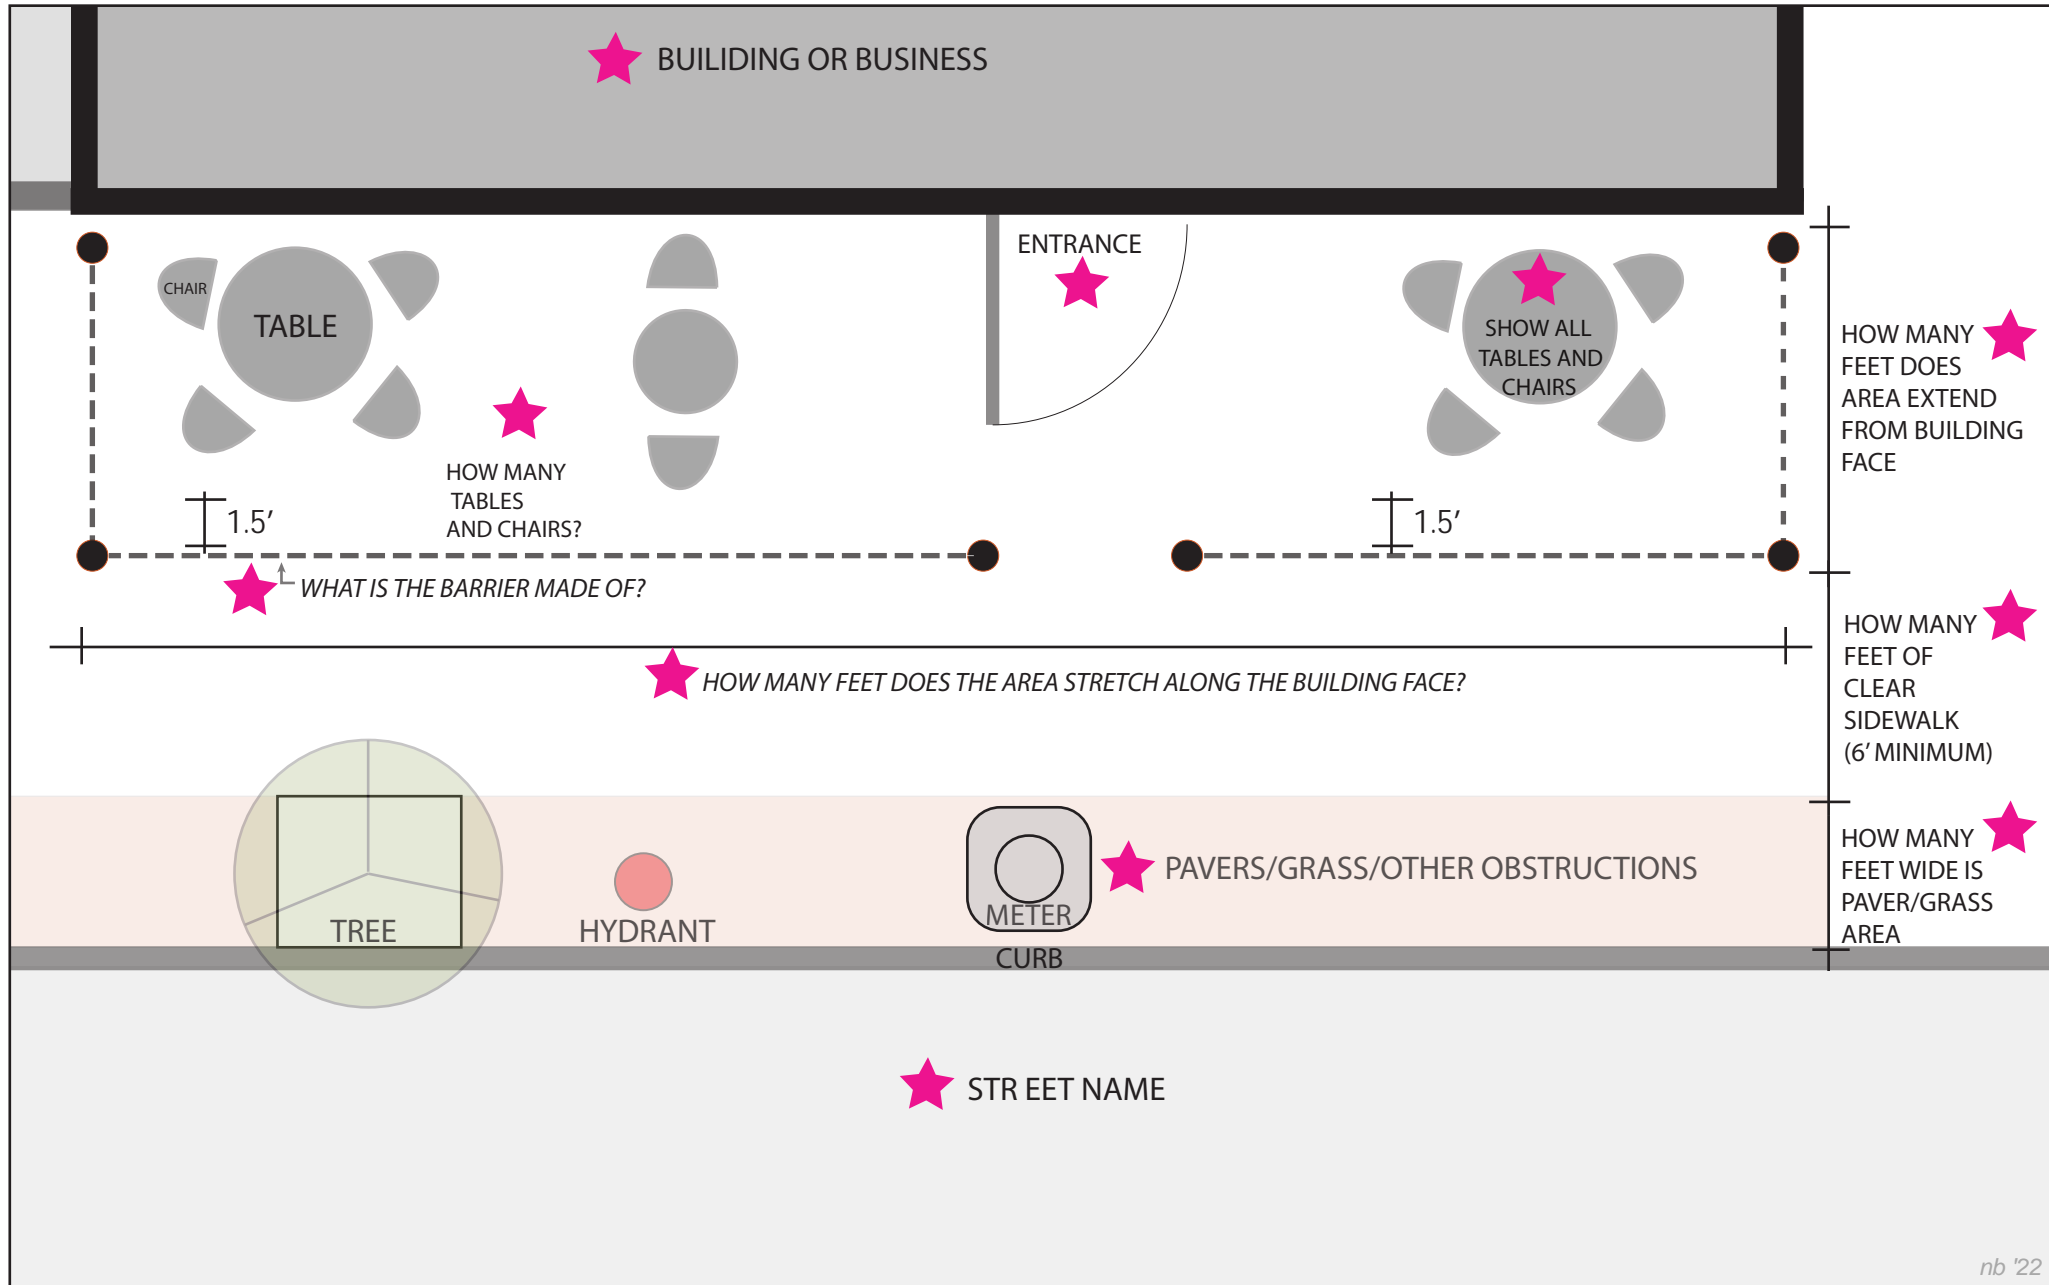 BUILIDING OR BUSINESS
ENTRANCE
CHAIR
TABLE
SHOW ALL
TABLES AND
CHAIRS
HOW MANY
FEET DOES
AREA EXTEND
FROM BUILDING
FACE
HOW MANY
TABLES
AND CHAIRS?
1.5’
1.5’
WHAT IS THE BARRIER MADE OF?
HOW MANY FEET DOES THE AREA STRETCH ALONG THE BUILDING FACE?
HOW MANY
FEET OF
CLEAR
SIDEWALK
(6’ MINIMUM)
TREE
HYDRANT
METER
PAVERS/GRASS/OTHER OBSTRUCTIONS
HOW MANY
FEET WIDE IS
PAVER/GRASS
AREA
CURB
STR EET NAME
nb '22